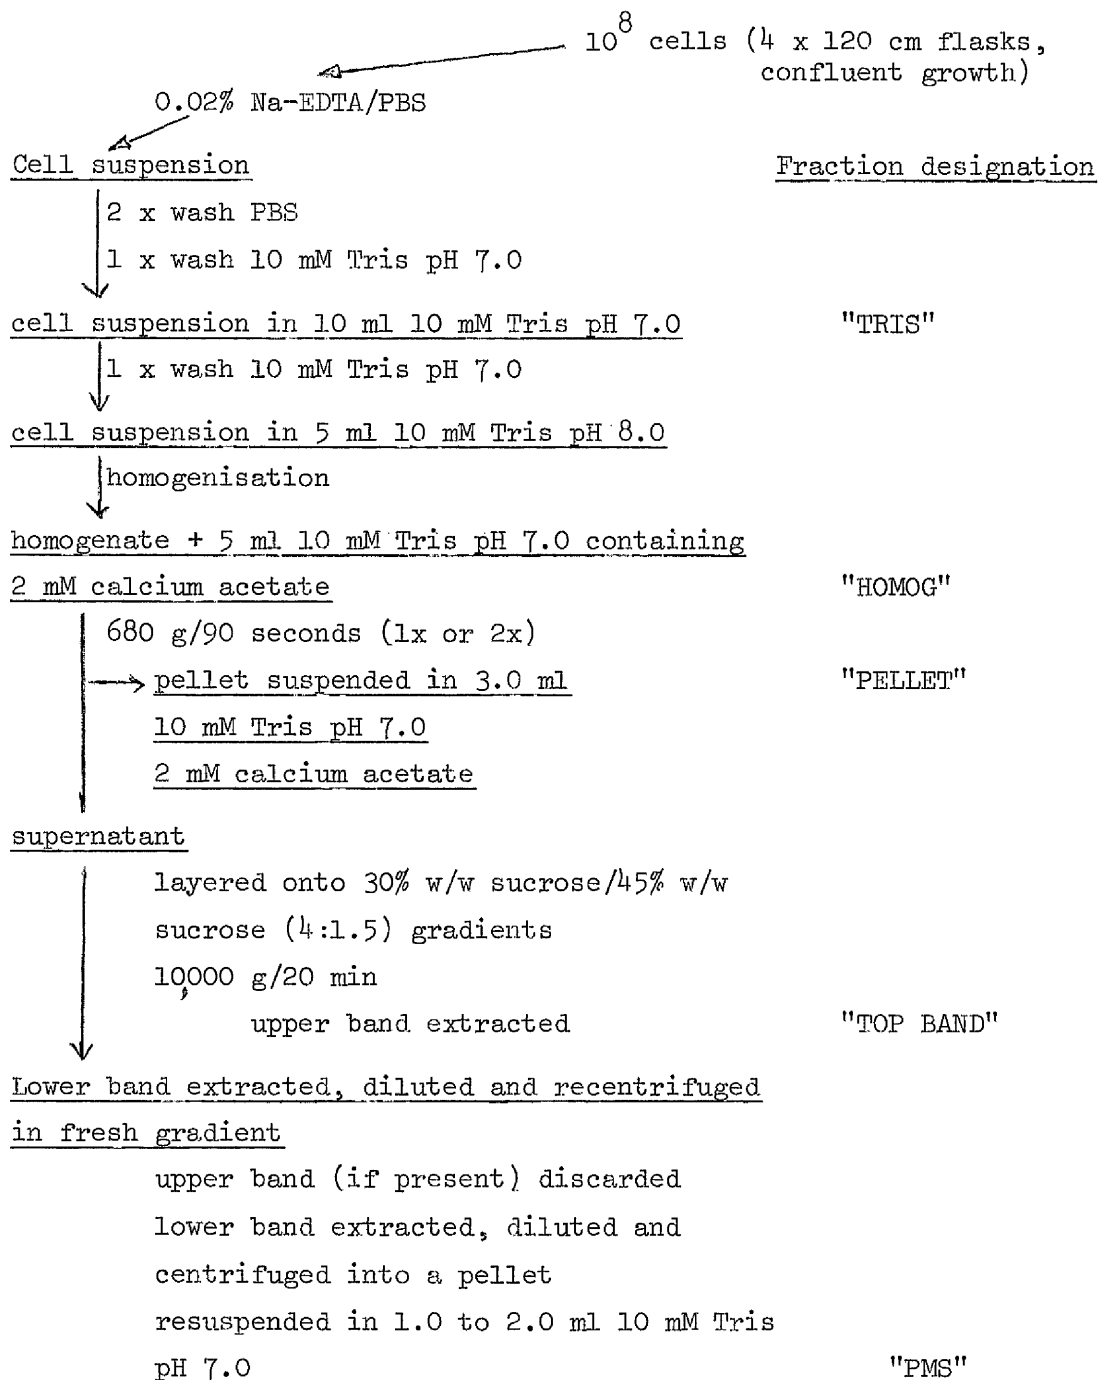 10^8 cells (4 x 120 cm flasks,
confluent growth)
0.02% Na-EDTA/PBS
Cell suspension Fraction designation
2 x wash PBS
1 x wash 10 mM Tris pH 7.0
cell suspension in 10 ml 10 mM Tris pH 7.0 "TRIS"
1 x wash 10 mM Tris pH 7.0
cell suspension in 5 ml 10 mM Tris pH 8.0
homogenisation
homogenate + 5 ml 10 mM Tris pH 7.0 containing
2 mM calcium acetate "HOMOG"
680 g/90 seconds (1x or 2x)
pellet suspended in 3.0 ml "PELLET"
10 mM Tris pH 7.0
2 mM calcium acetate
supernatant
layered onto 30% w/w sucrose/45% w/w
sucrose (4:1.5) gradients
10,000 g/20 min
upper band extracted "TOP BAND"
Lower band extracted, diluted and recentrifuged
in fresh gradient
upper band (if present) discarded
lower band extracted, diluted and
centrifuged into a pellet
resuspended in 1.0 to 2.0 ml 10 mM Tris
pH 7.0 "PMS"